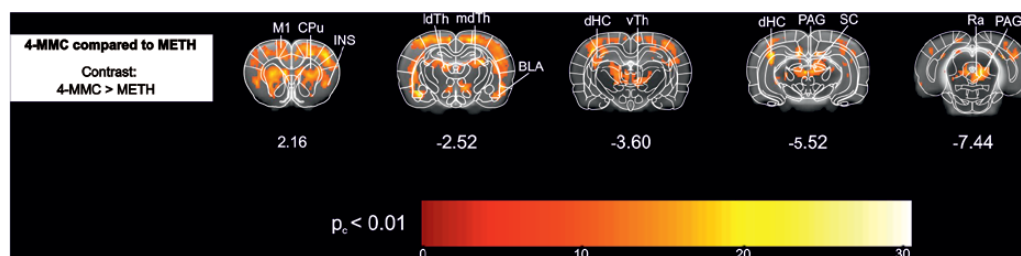 4-MMC compared to METH
Contrast:
4-MMC > METH
M1 CPu INS
ldTh mdTh BLA
dHC vTh
dHC PAG SC
Ra PAG
2.16 -2.52 -3.60 -5.52 -7.44
pc < 0.01
0 10 20 30